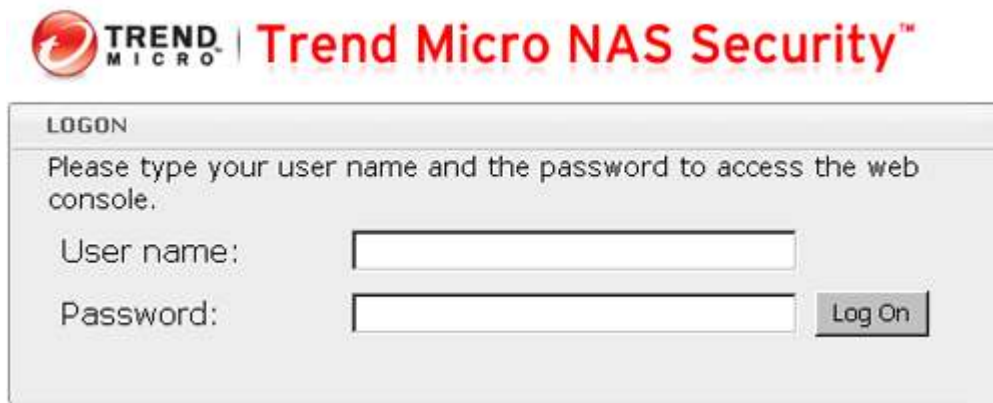 TREND MICRO | Trend Micro NAS Security™
LOGON
Please type your user name and the password to access the web
console.
User name:
Password:
Log On